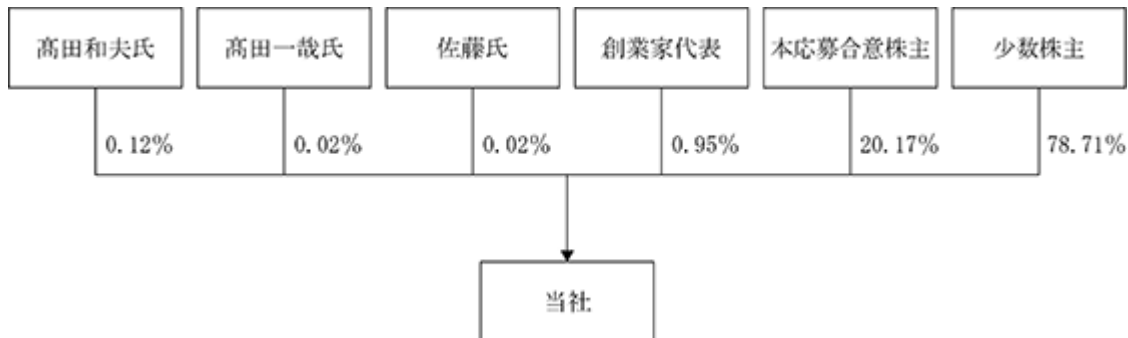 髙田和夫氏
髙田一哉氏
佐藤氏
創業家代表
本応募合意株主
少数株主
0.12%
0.02%
0.02%
0.95%
20.17%
78.71%
当社